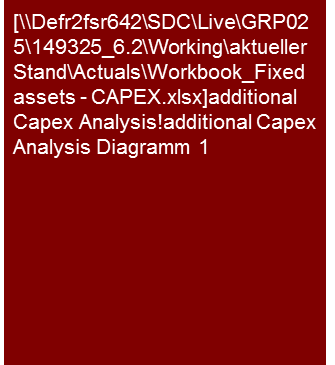 [\\Defr2fsr642\SDC\Live\GRP02
5\149325_6.2\Working\aktueller
Stand\Actuals\Workbook_Fixed
assets - CAPEX.xlsx]additional
Capex Analysis!additional Capex
Analysis Diagramm 1